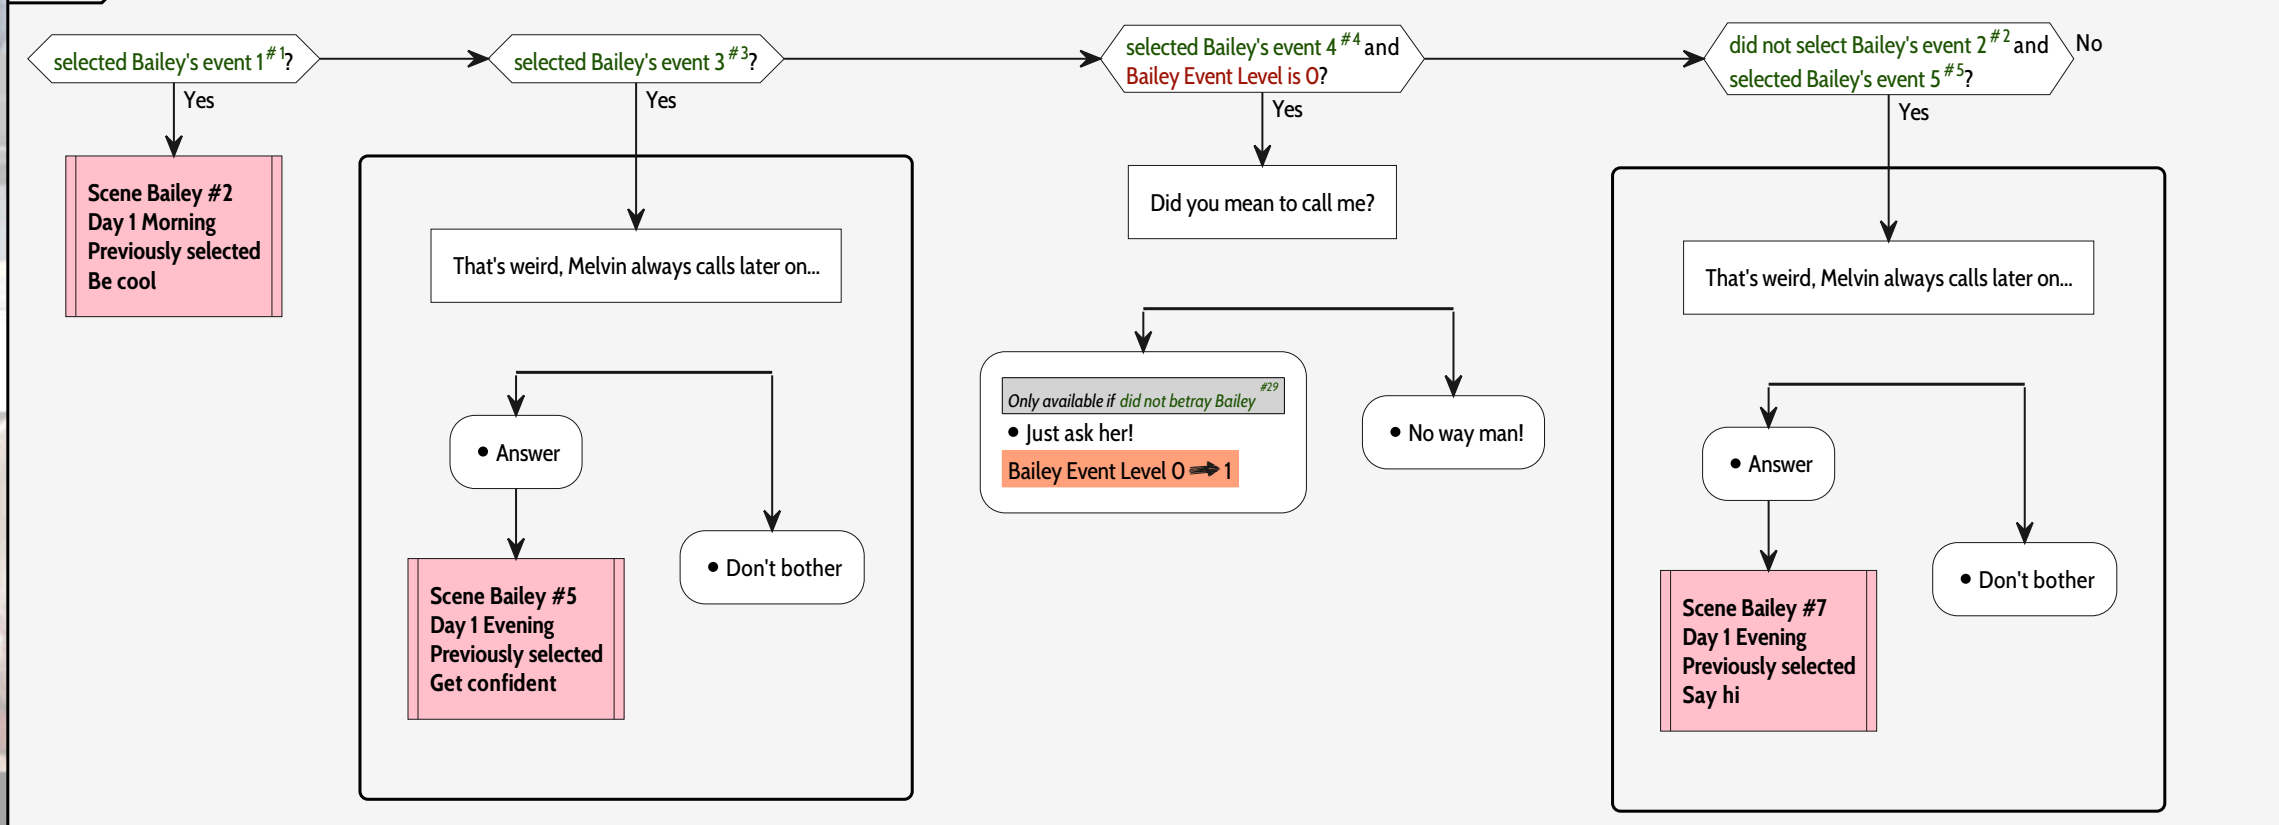 selected Bailey's event 1 #1?
Yes
Scene Bailey #2
Day 1 Morning
Previously selected
Be cool
selected Bailey's event 3 #3?
Yes
That's weird, Melvin always calls later on...
• Answer
Scene Bailey #5
Day 1 Evening
Previously selected
Get confident
• Don't bother
selected Bailey's event 4 #4 and
Bailey Event Level is 0?
Yes
Did you mean to call me?
Only available if did not betray Bailey #29
• Just ask her!
Bailey Event Level 0 ➡ 1
• No way man!
did not select Bailey's event 2 #2 and
selected Bailey's event 5 #5?
No
Yes
That's weird, Melvin always calls later on...
• Answer
Scene Bailey #7
Day 1 Evening
Previously selected
Say hi
• Don't bother